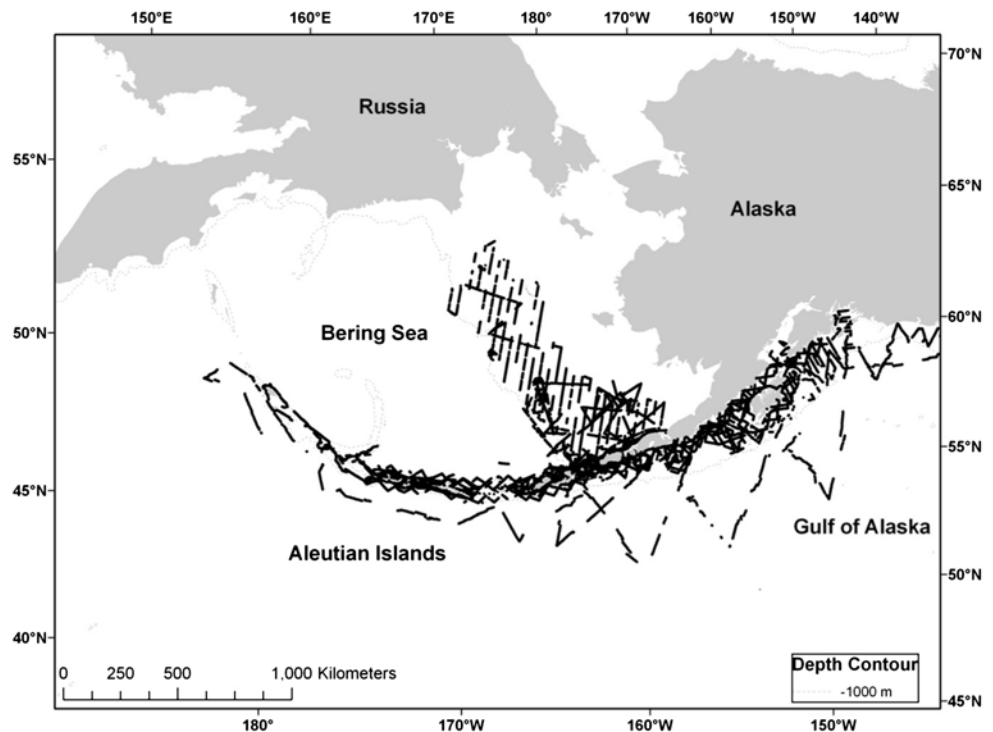 150°E 160°E 170°E 180° 170°W 160°W 150°W 140°W
70°N
Russia
55°N
65°N
Alaska
60°N
Bering Sea
50°N
55°N
45°N
Gulf of Alaska
Aleutian Islands
50°N
40°N
Depth Contour
0 250 500 1,000 Kilometers
-1000 m
45°N
180° 170°W 160°W 150°W